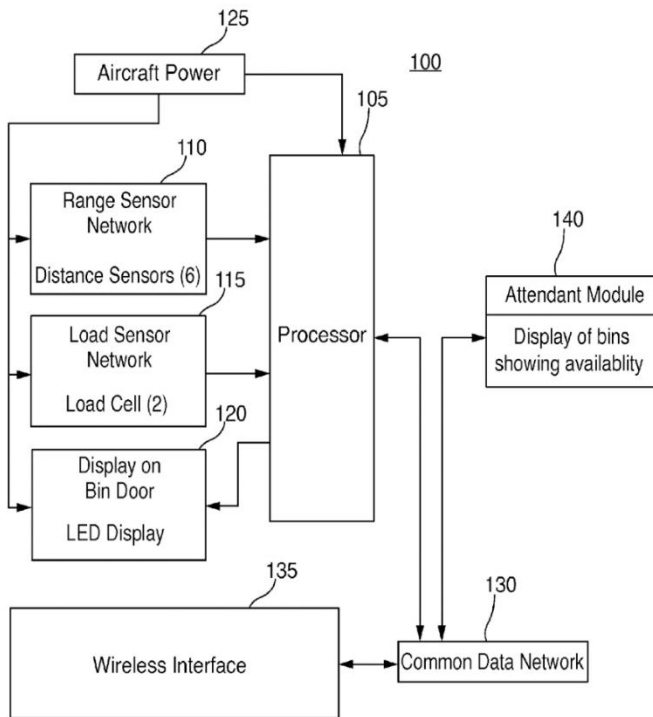 125
Aircraft Power
100
105
110
Range Sensor
Network
Distance Sensors (6)
115
Load Sensor
Network
Load Cell (2)
120
Display on
Bin Door
LED Display
Processor
140
Attendant Module
Display of bins
showing availablity
135
Wireless Interface
130
Common Data Network